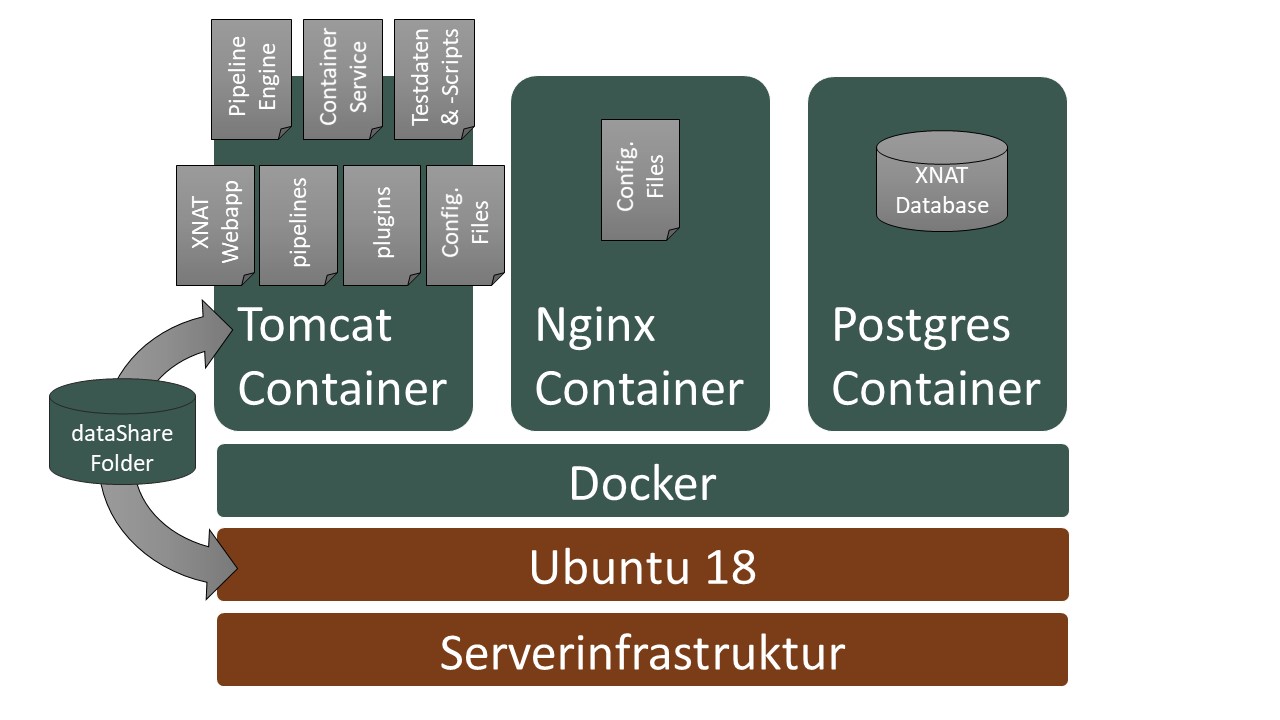 Pipeline
Engine
Container
Service
Testdaten
& -Scripts
XNAT
Webapp
pipelines
plugins
Config.
Files
Tomcat
Container
Config.
Files
Nginx
Container
XNAT
Database
Postgres
Container
dataShare
Folder
Docker
Ubuntu 18
Serverinfrastruktur